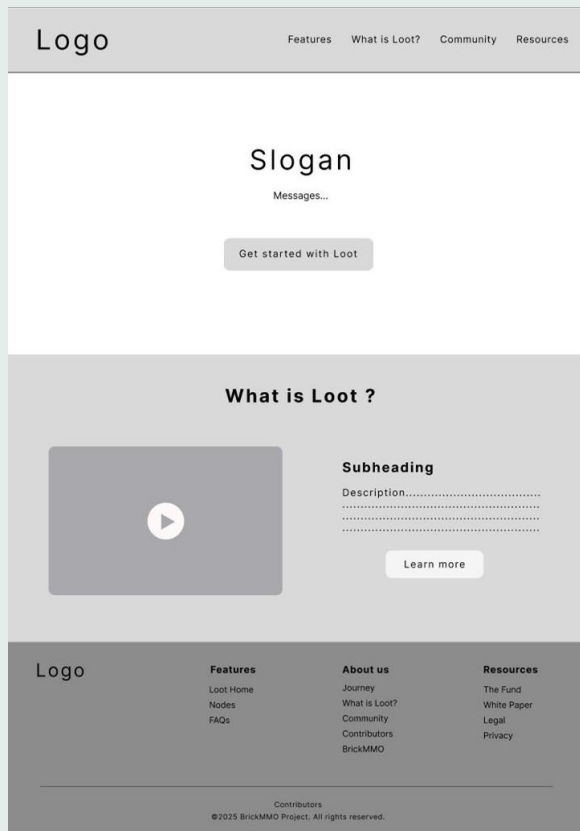 Logo
Features What is Loot? Community Resources
Slogan
Messages...
Get started with Loot
What is Loot ?
Subheading
Description.....................................
......................................................
......................................................
......................................................
Learn more
Logo
Features
Loot Home
Nodes
FAQs
About us
Journey
What is Loot?
Community
Contributors
BrickMMO
Resources
The Fund
White Paper
Legal
Privacy
Contributors
©2025 BrickMMO Project. All rights reserved.